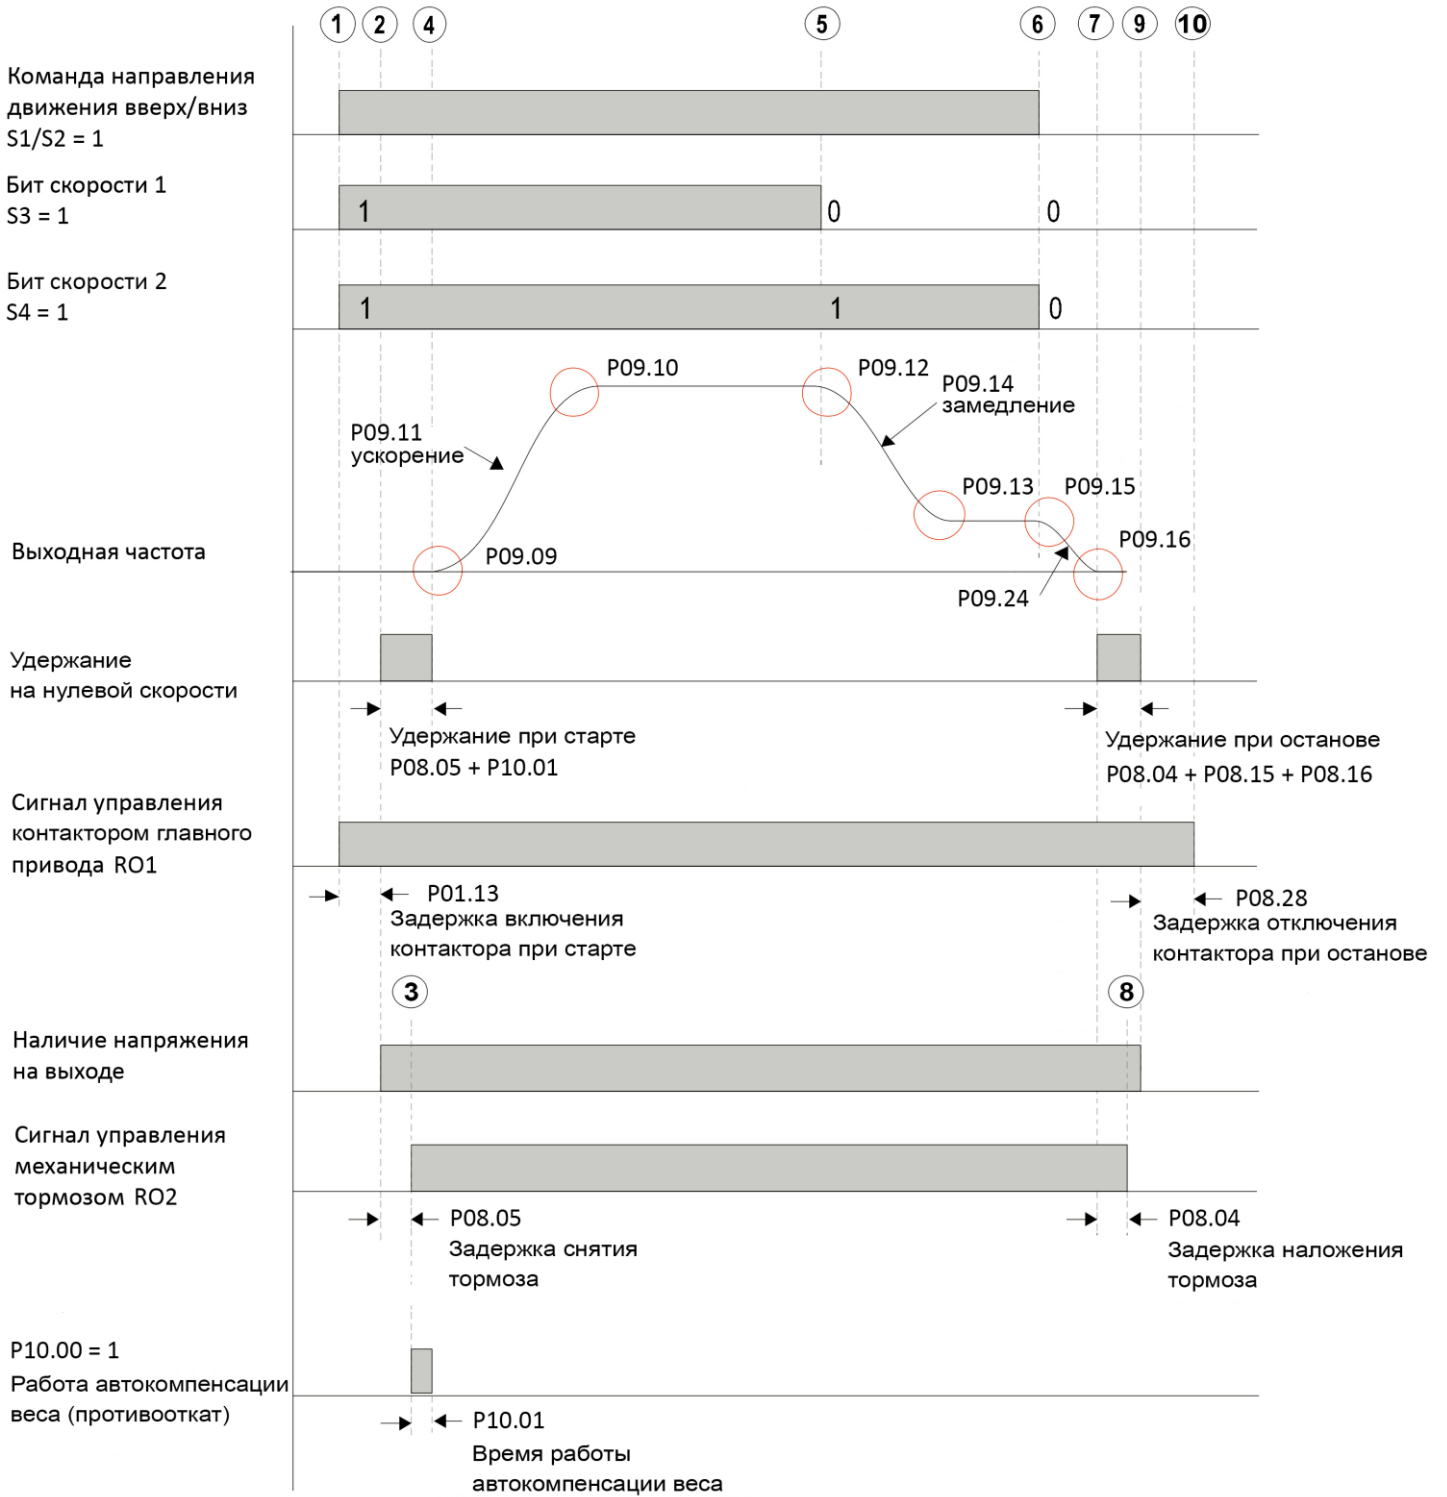 1 2 4 5 6 7 9 10
Команда направления
движения вверх/вниз
S1/S2 = 1
Бит скорости 1
S3 = 1
1 0 0
Бит скорости 2
S4 = 1
1 1 0
P09.10
P09.12
P09.14
замедление
P09.11
ускорение
P09.13
P09.15
Выходная частота
P09.09
P09.16
P09.24
Удержание
на нулевой скорости
Удержание при старте
P08.05 + P10.01
Удержание при останове
P08.04 + P08.15 + P08.16
Сигнал управления
контактором главного
привода RO1
P01.13
Задержка включения
контактора при старте
P08.28
Задержка отключения
контактора при останове
3 8
Наличие напряжения
на выходе
Сигнал управления
механическим
тормозом RO2
P08.05
Задержка снятия
тормоза
P08.04
Задержка наложения
тормоза
P10.00 = 1
Работа автокомпенсации
веса (противооткат)
P10.01
Время работы
автокомпенсации веса